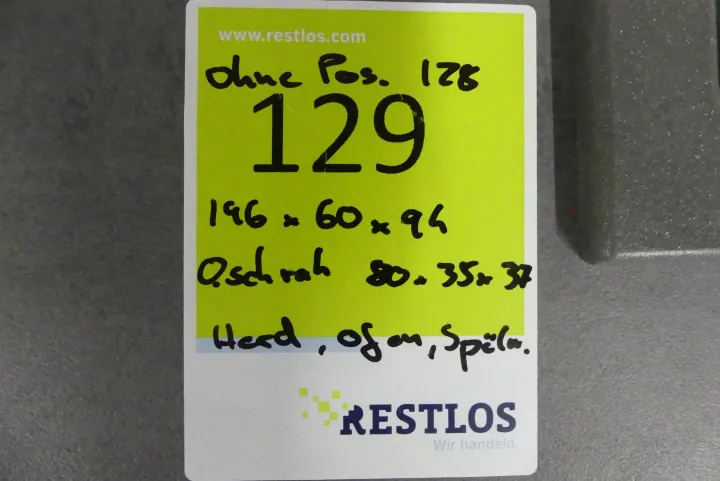 www.restlos.com
ohne Pos. 128
129
196 x 60 x 94
O.schrank 80 x 35 x 37
Herd, Ofen, Spülm.
RESTLOS
Wir handeln.